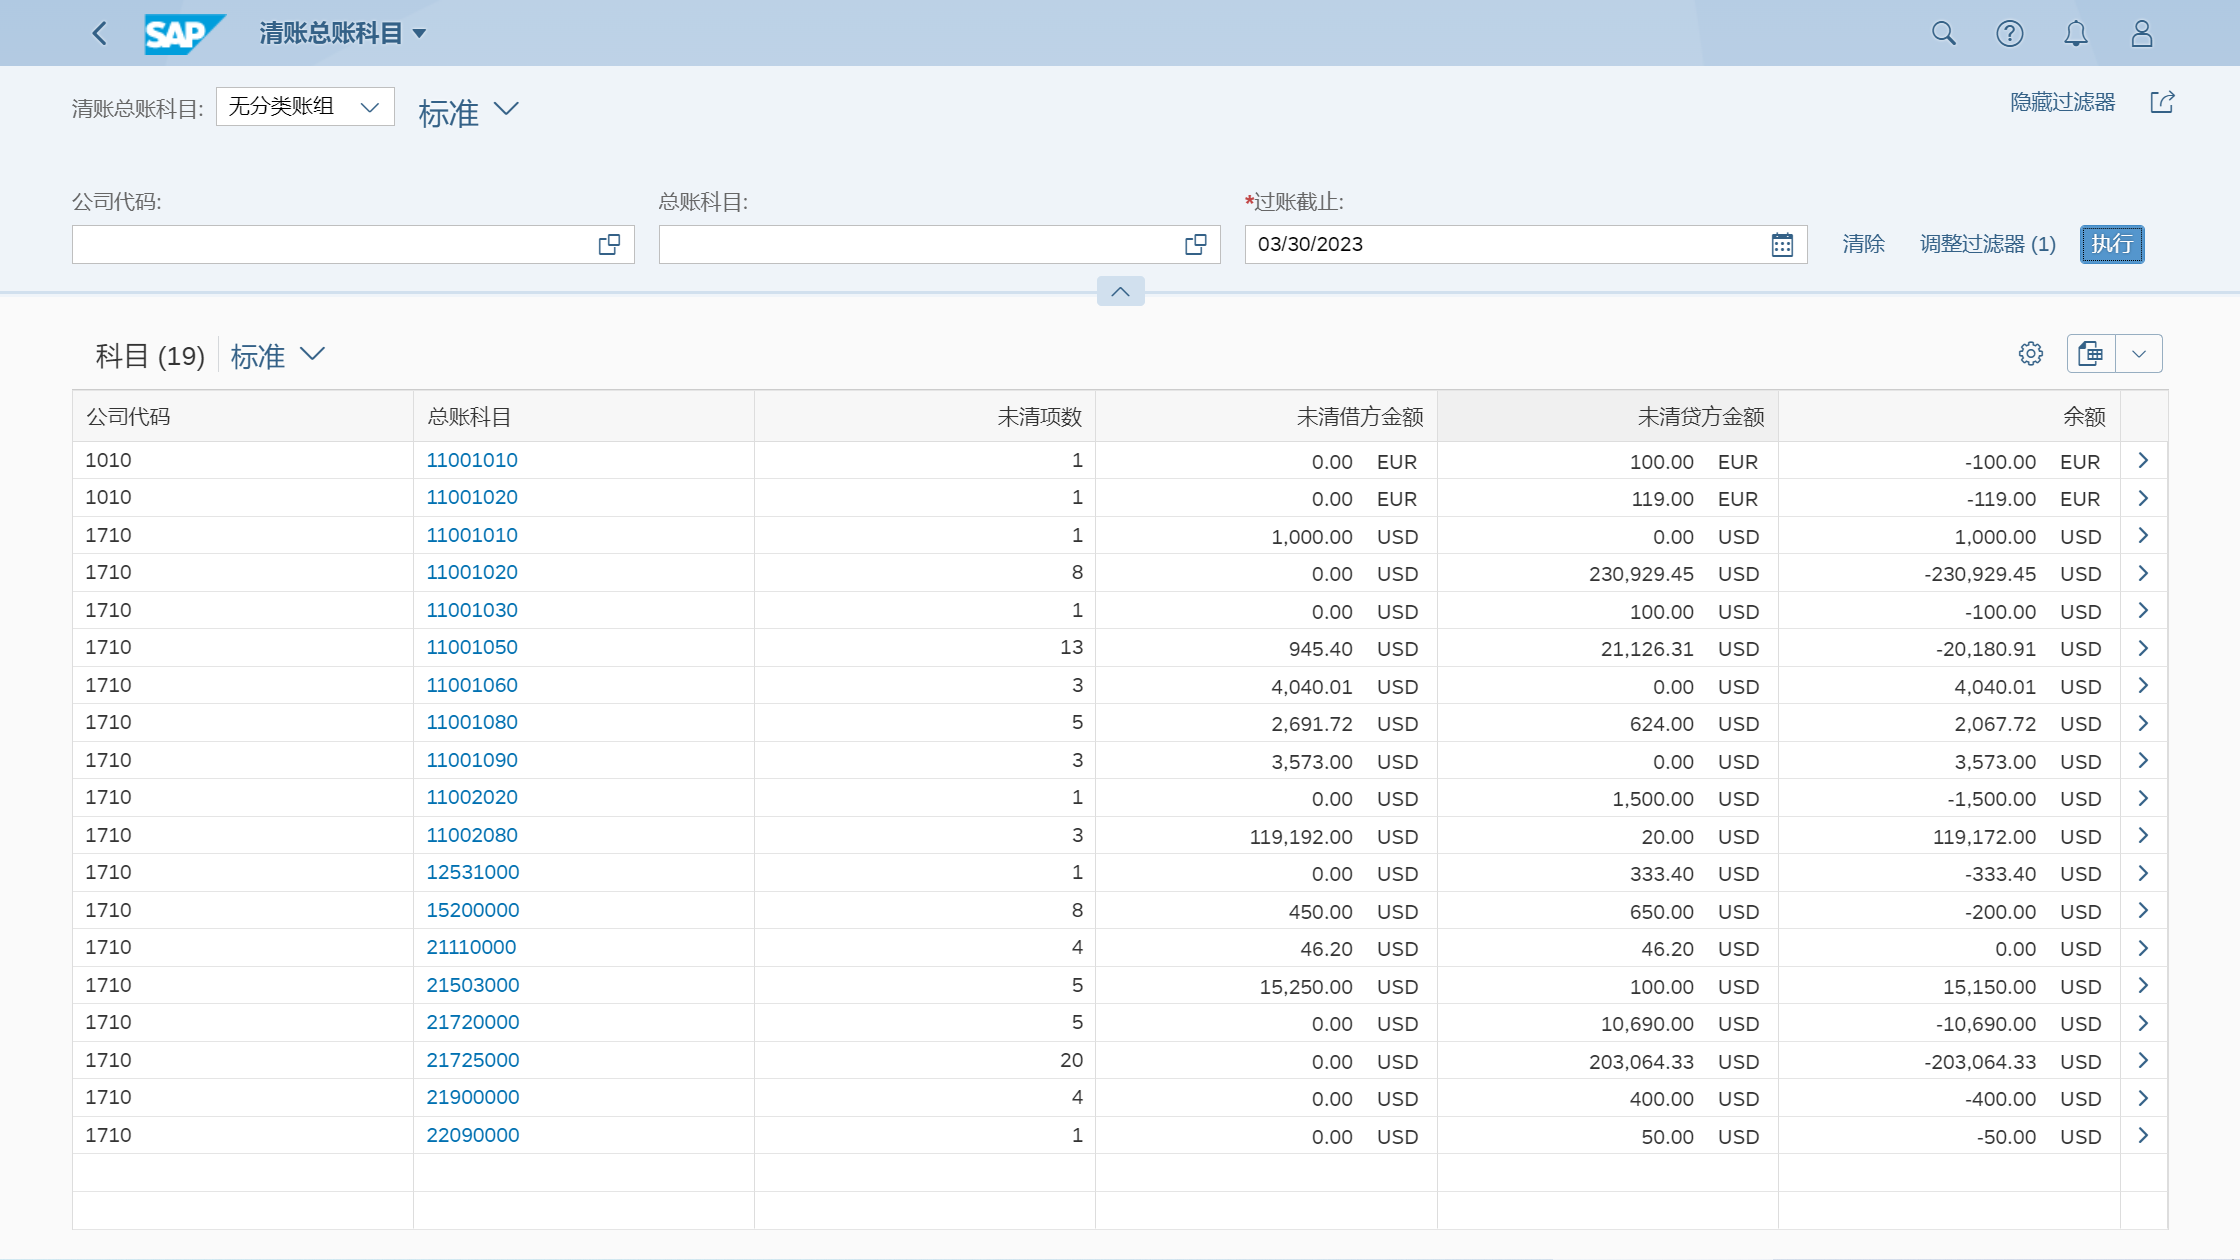 SAP 清账总账科目
清账总账科目: 无分类账组 标准 隐藏过滤器
公司代码: 总账科目: *过账截止:
03/30/2023 清除 调整过滤器 (1) 执行
科目 (19) 标准
公司代码 总账科目 未清项数 未清借方金额 未清贷方金额 余额
1010 11001010 1 0.00 EUR 100.00 EUR -100.00 EUR
1010 11001020 1 0.00 EUR 119.00 EUR -119.00 EUR
1710 11001010 1 1,000.00 USD 0.00 USD 1,000.00 USD
1710 11001020 8 0.00 USD 230,929.45 USD -230,929.45 USD
1710 11001030 1 0.00 USD 100.00 USD -100.00 USD
1710 11001050 13 945.40 USD 21,126.31 USD -20,180.91 USD
1710 11001060 3 4,040.01 USD 0.00 USD 4,040.01 USD
1710 11001080 5 2,691.72 USD 624.00 USD 2,067.72 USD
1710 11001090 3 3,573.00 USD 0.00 USD 3,573.00 USD
1710 11002020 1 0.00 USD 1,500.00 USD -1,500.00 USD
1710 11002080 3 119,192.00 USD 20.00 USD 119,172.00 USD
1710 12531000 1 0.00 USD 333.40 USD -333.40 USD
1710 15200000 8 450.00 USD 650.00 USD -200.00 USD
1710 21110000 4 46.20 USD 46.20 USD 0.00 USD
1710 21503000 5 15,250.00 USD 100.00 USD 15,150.00 USD
1710 21720000 5 0.00 USD 10,690.00 USD -10,690.00 USD
1710 21725000 20 0.00 USD 203,064.33 USD -203,064.33 USD
1710 21900000 4 0.00 USD 400.00 USD -400.00 USD
1710 22090000 1 0.00 USD 50.00 USD -50.00 USD